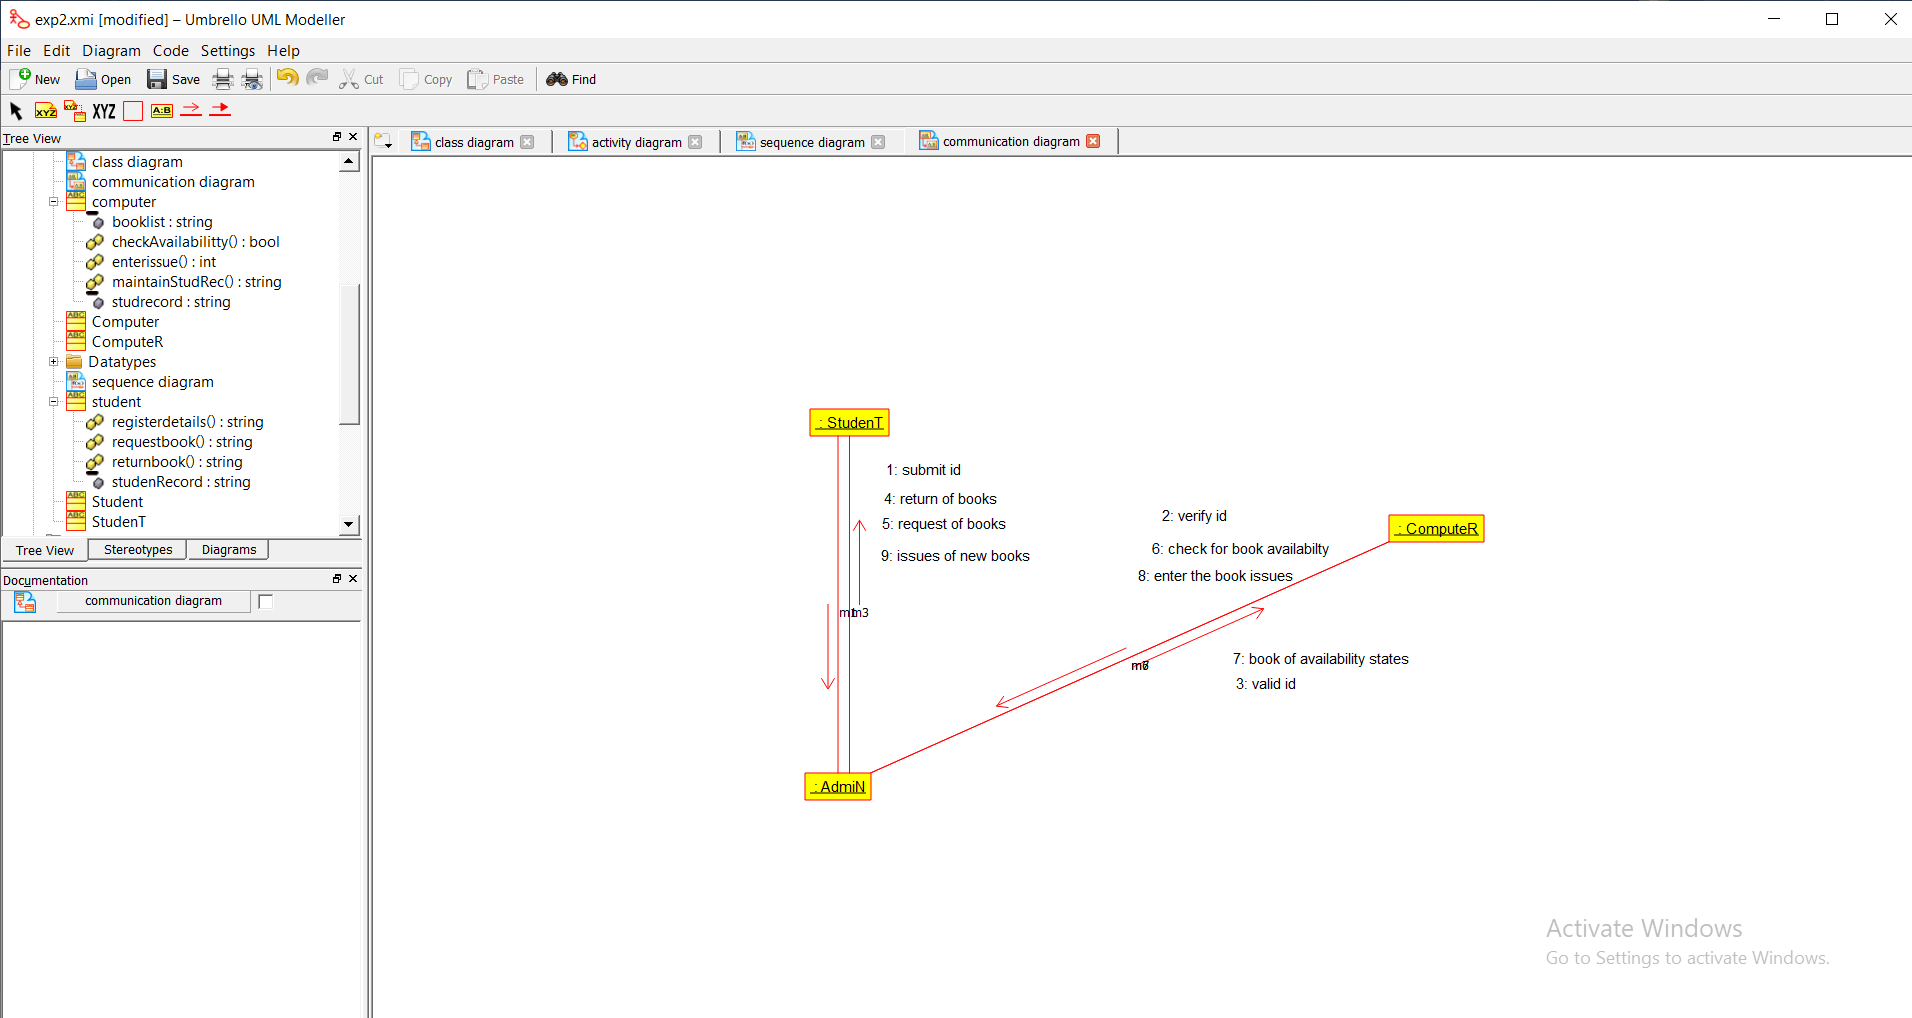 exp2.xmi [modified] – Umbrello UML Modeller
File Edit Diagram Code Settings Help
New Open Save Cut Copy Paste Find
XYZ XYZ XYZ A:B
Tree View
class diagram activity diagram sequence diagram communication diagram
class diagram
communication diagram
computer
booklist : string
checkAvailabilitty() : bool
enterissue() : int
maintainStudRec() : string
studrecord : string
Computer
ComputeR
Datatypes
sequence diagram
student
registerdetails() : string
requestbook() : string
returnbook() : string
studenRecord : string
Student
StudenT
Tree View Stereotypes Diagrams
Documentation
communication diagram
: StudenT
1: submit id
4: return of books
5: request of books
9: issues of new books
2: verify id
6: check for book availabilty
8: enter the book issues
: ComputeR
7: book of availability states
3: valid id
: AdmiN
Activate Windows
Go to Settings to activate Windows.